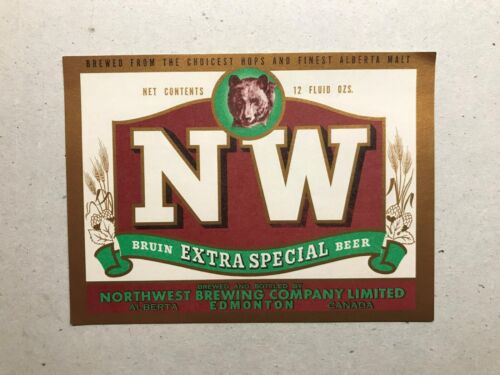 BREWED FROM THE CHOICEST HOPS AND FINEST ALBERTA MALT
NET CONTENTS 12 FLUID OZS.
NW
BRUIN EXTRA SPECIAL BEER
BREWED AND BOTTLED BY
NORTHWEST BREWING COMPANY LIMITED
ALBERTA EDMONTON CANADA